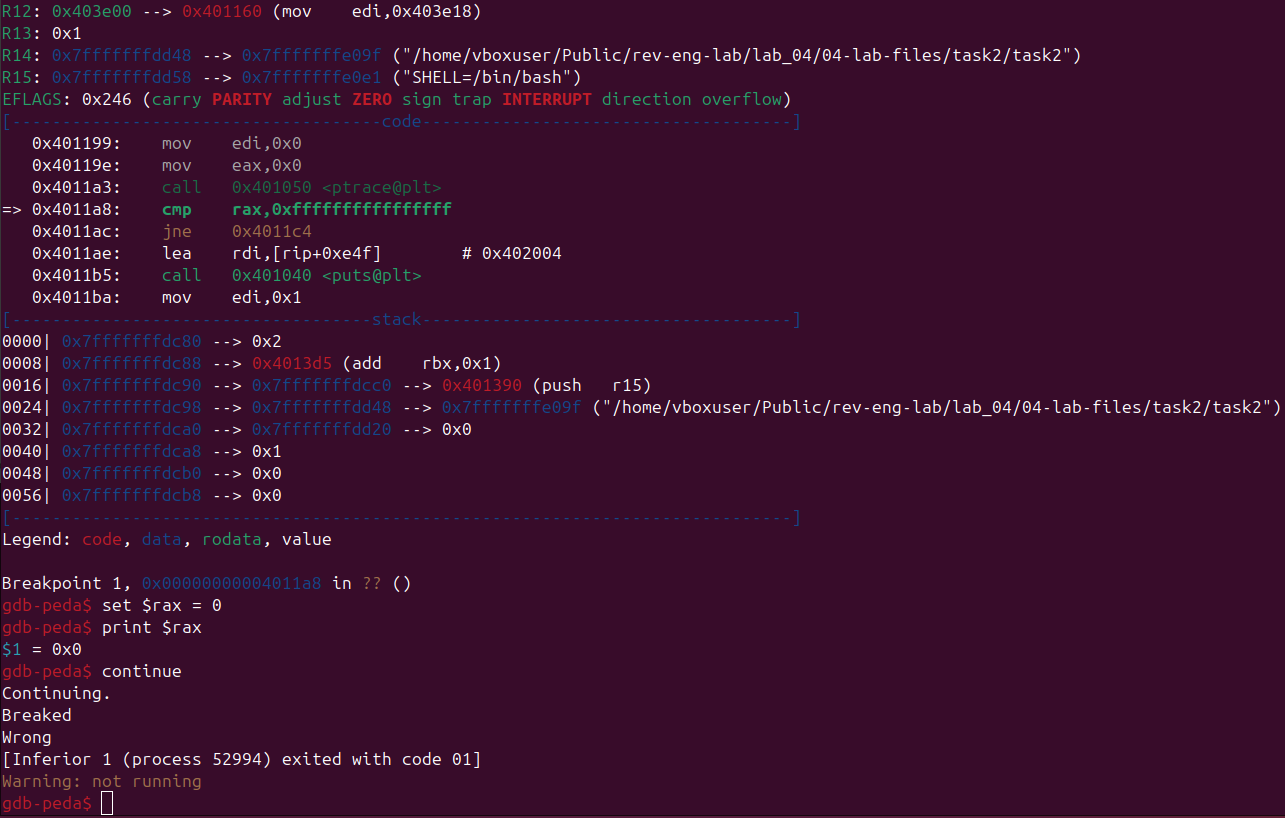 R12: 0x403e00 --> 0x401160 (mov    edi,0x403e18)
R13: 0x1
R14: 0x7fffffffdd48 --> 0x7fffffffe09f ("/home/vboxuser/Public/rev-eng-lab/lab_04/04-lab-files/task2/task2")
R15: 0x7fffffffdd58 --> 0x7fffffffe0e1 ("SHELL=/bin/bash")
EFLAGS: 0x246 (carry PARITY adjust ZERO sign trap INTERRUPT direction overflow)
[-------------------------------------code-------------------------------------]
   0x401199:    mov    edi,0x0
   0x40119e:    mov    eax,0x0
   0x4011a3:    call   0x401050 <ptrace@plt>
=> 0x4011a8:    cmp    rax,0xffffffffffffffff
   0x4011ac:    jne    0x4011c4
   0x4011ae:    lea    rdi,[rip+0xe4f]        # 0x402004
   0x4011b5:    call   0x401040 <puts@plt>
   0x4011ba:    mov    edi,0x1
[------------------------------------stack-------------------------------------]
0000| 0x7fffffffdc80 --> 0x2
0008| 0x7fffffffdc88 --> 0x4013d5 (add    rbx,0x1)
0016| 0x7fffffffdc90 --> 0x7fffffffdcc0 --> 0x401390 (push   r15)
0024| 0x7fffffffdc98 --> 0x7fffffffdd48 --> 0x7fffffffe09f ("/home/vboxuser/Public/rev-eng-lab/lab_04/04-lab-files/task2/task2")
0032| 0x7fffffffdca0 --> 0x7fffffffdd20 --> 0x0
0040| 0x7fffffffdca8 --> 0x1
0048| 0x7fffffffdcb0 --> 0x0
0056| 0x7fffffffdcb8 --> 0x0
[------------------------------------------------------------------------------]
Legend: code, data, rodata, value
Breakpoint 1, 0x00000000004011a8 in ?? ()
gdb-peda$ set $rax = 0
gdb-peda$ print $rax
$1 = 0x0
gdb-peda$ continue
Continuing.
Breaked
Wrong
[Inferior 1 (process 52994) exited with code 01]
Warning: not running
gdb-peda$